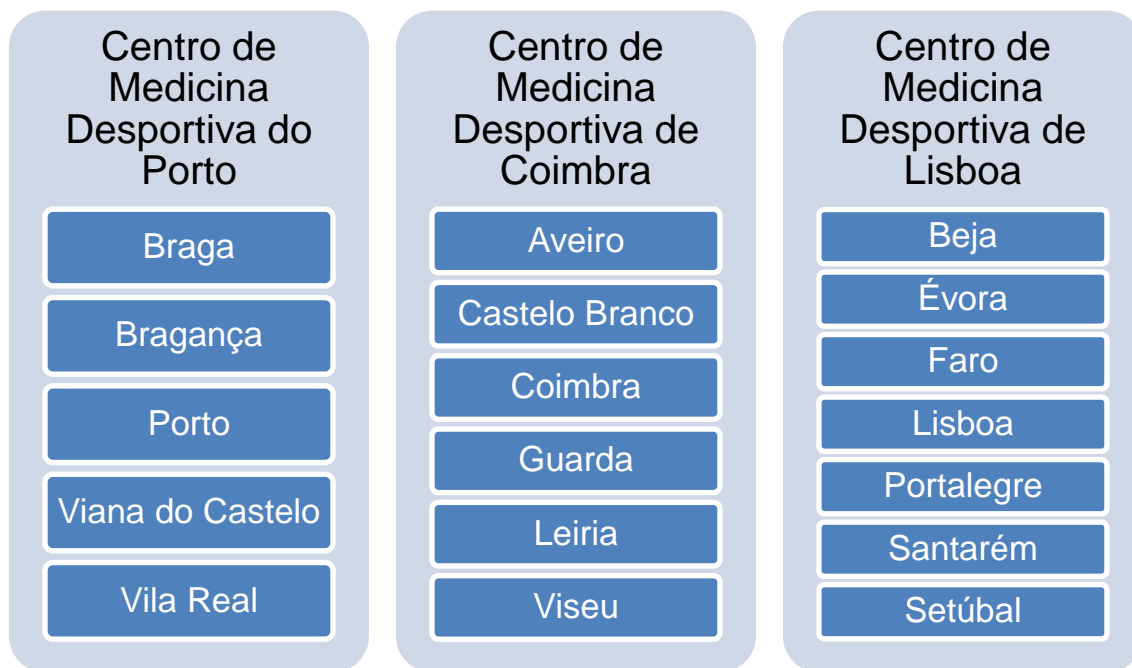 Centro de
Medicina
Desportiva do
Porto
Braga
Bragança
Porto
Viana do Castelo
Vila Real
Centro de
Medicina
Desportiva de
Coimbra
Aveiro
Castelo Branco
Coimbra
Guarda
Leiria
Viseu
Centro de
Medicina
Desportiva de
Lisboa
Beja
Évora
Faro
Lisboa
Portalegre
Santarém
Setúbal